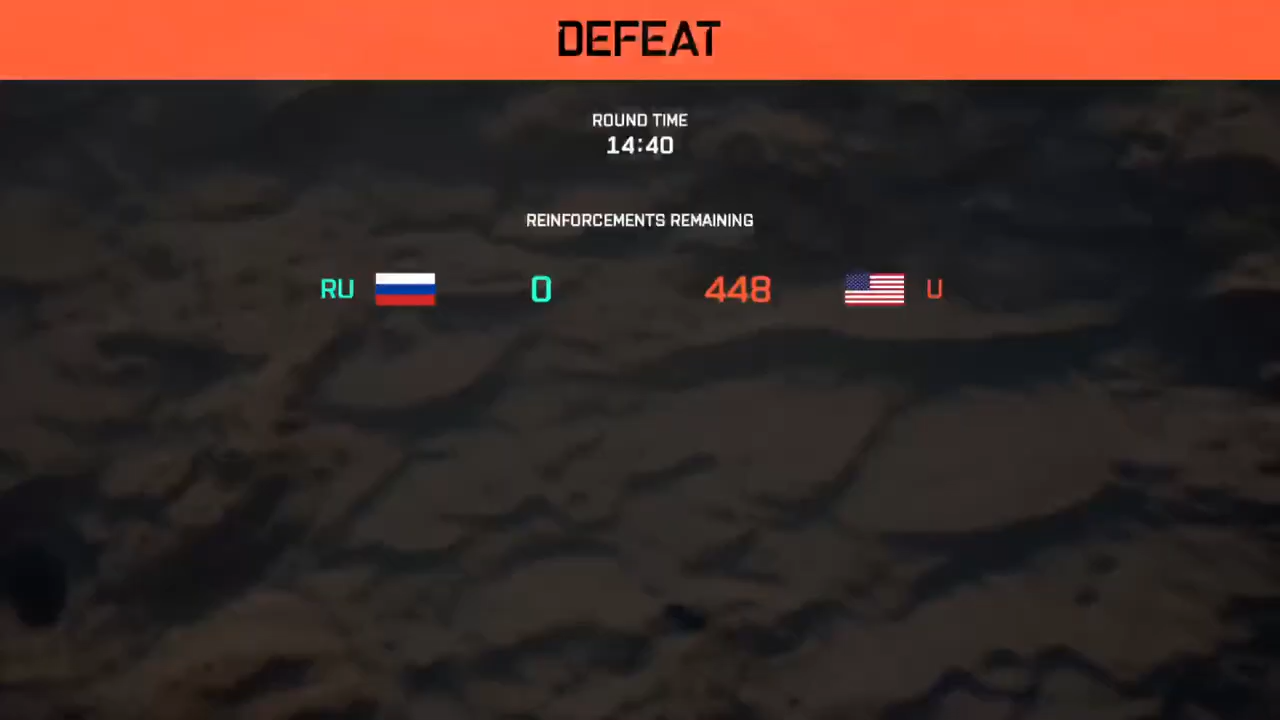 DEFEAT
ROUND TIME
14:40
REINFORCEMENTS REMAINING
RU 0 448 U